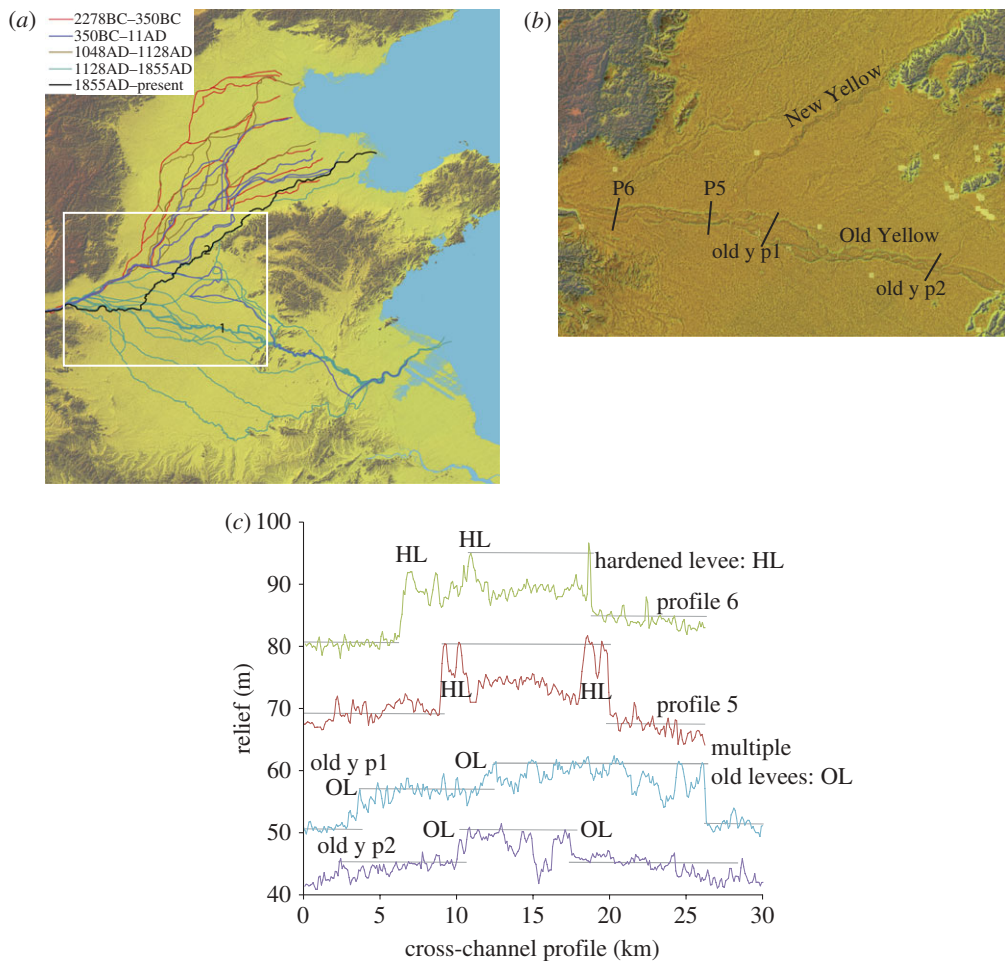 (a)
2278BC–350BC
350BC–11AD
1048AD–1128AD
1128AD–1855AD
1855AD–present
2
1
(b)
New Yellow
P6
P5
old y p1
Old Yellow
old y p2
(c)
100
90
80
70
60
50
40
relief (m)
HL
HL
hardened levee: HL
profile 6
HL
HL
profile 5
multiple
old levees: OL
old y p1
OL
OL
old y p2
OL
OL
0
5
10
15
20
25
30
cross-channel profile (km)